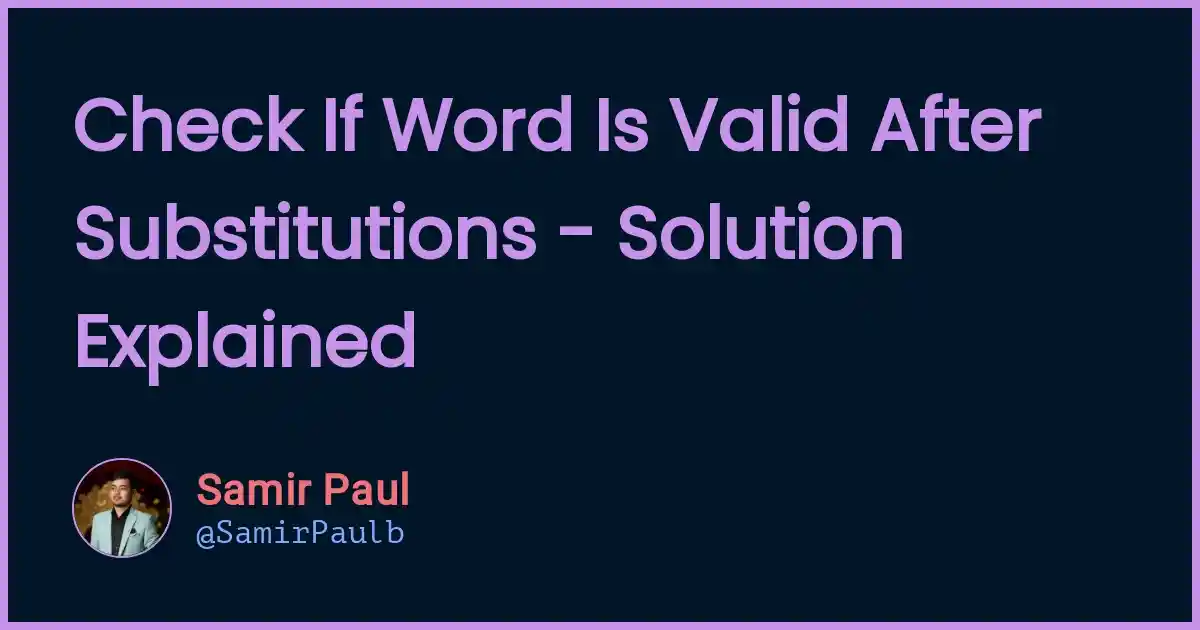 Check If Word Is Valid After
Substitutions - Solution
Explained
Samir Paul
@SamirPaulb